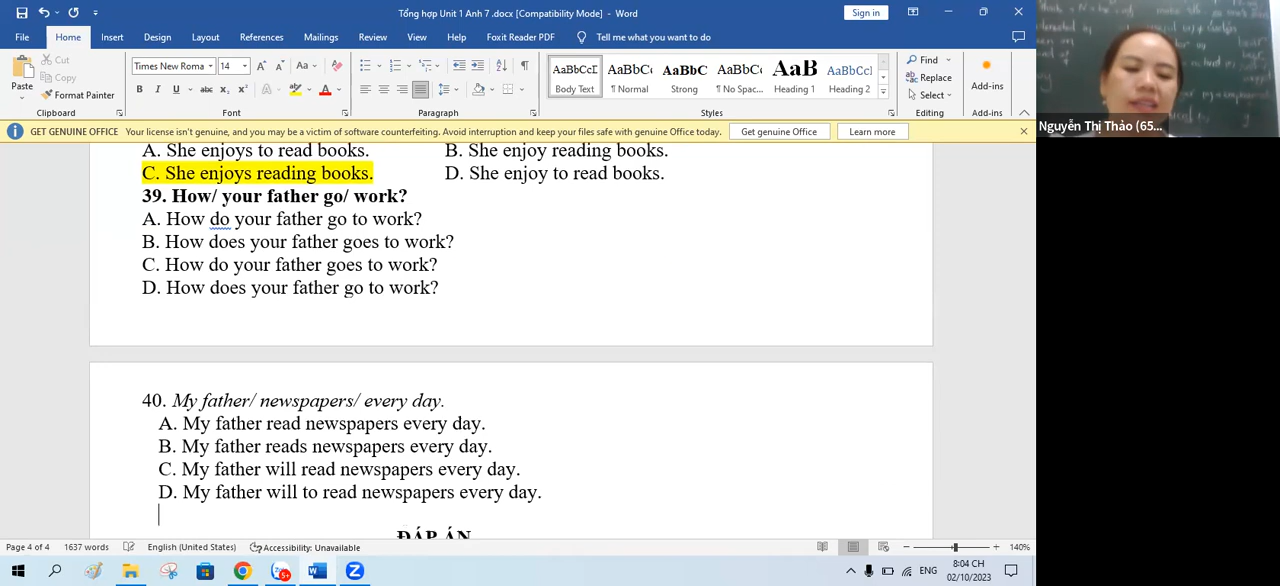 Tổng hợp Unit 1 Anh 7 .docx [Compatibility Mode] - Word
Sign in
File Home Insert Design Layout References Mailings Review View Help Foxit Reader PDF Tell me what you want to do
Paste
Cut
Copy
Format Painter
Clipboard
Times New Roma 14
Font
Paragraph
AaBbCcD AaBbCc AaBbC AaBbCc AaB AaBbCc
Body Text ¶ Normal Strong ¶ No Spac... Heading 1 Heading 2
Styles
Find
Replace
Select
Editing
Add-ins
Add-ins
GET GENUINE OFFICE Your license isn't genuine, and you may be a victim of software counterfeiting. Avoid interruption and keep your files safe with genuine Office today. Get genuine Office Learn more
Nguyễn Thị Thảo (65...
A. She enjoys to read books. B. She enjoy reading books.
C. She enjoys reading books. D. She enjoy to read books.
39. How/ your father go/ work?
A. How do your father go to work?
B. How does your father goes to work?
C. How do your father goes to work?
D. How does your father go to work?
40. My father/ newspapers/ every day.
A. My father read newspapers every day.
B. My father reads newspapers every day.
C. My father will read newspapers every day.
D. My father will to read newspapers every day.
ĐÁP ÁN
Page 4 of 4 1637 words English (United States) Accessibility: Unavailable 140%
ENG 8:04 CH
02/10/2023